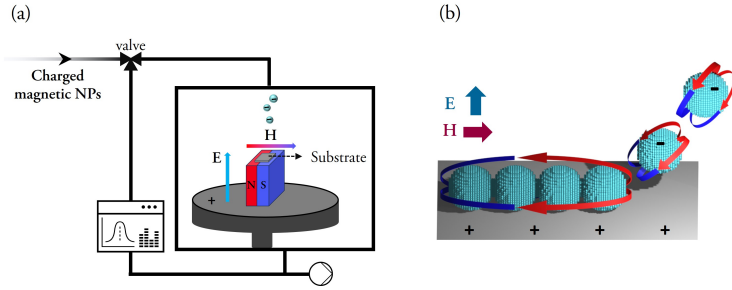 (a)
valve
Charged
magnetic NPs
H
E
Substrate
N S
+
(b)
E
H
-
-
+ + + +